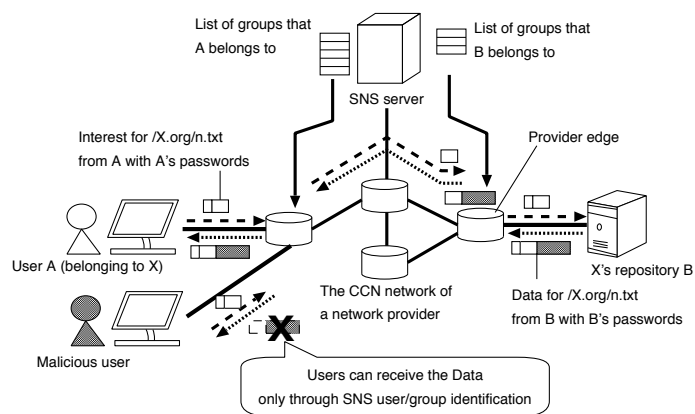 List of groups that
A belongs to
List of groups that
B belongs to
SNS server
Interest for /X.org/n.txt
from A with A's passwords
Provider edge
User A (belonging to X)
The CCN network of
a network provider
X's repository B
Data for /X.org/n.txt
from B with B's passwords
Malicious user
Users can receive the Data
only through SNS user/group identification